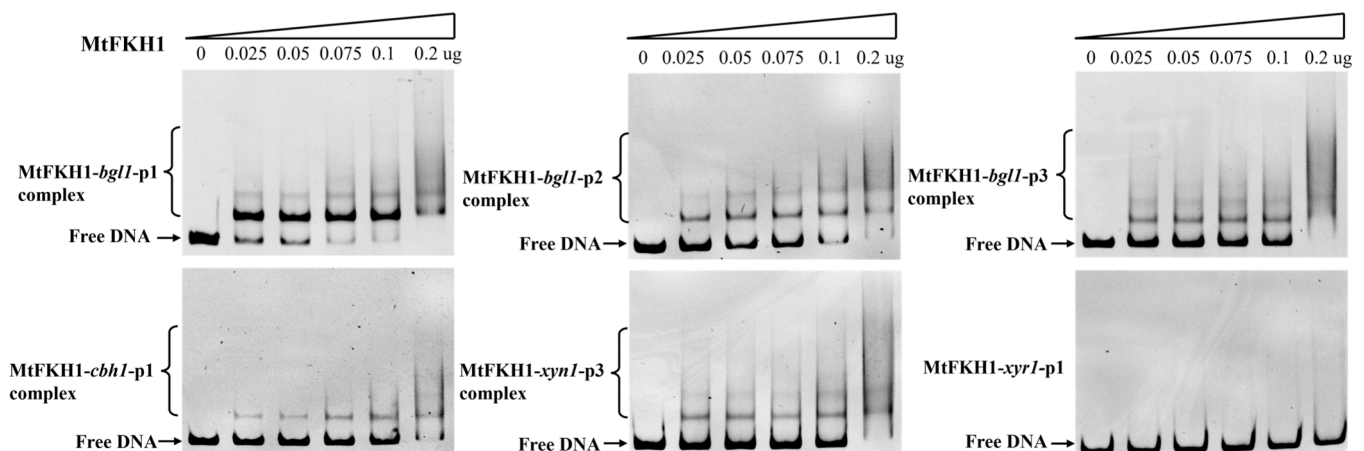 MtFKH1
0 0.025 0.05 0.075 0.1 0.2 ug
0 0.025 0.05 0.075 0.1 0.2 ug
0 0.025 0.05 0.075 0.1 0.2 ug
MtFKH1-bgl1-p1
complex
Free DNA
MtFKH1-bgl1-p2
complex
Free DNA
MtFKH1-bgl1-p3
complex
Free DNA
MtFKH1-cbh1-p1
complex
Free DNA
MtFKH1-xyn1-p3
complex
Free DNA
MtFKH1-xyr1-p1
Free DNA